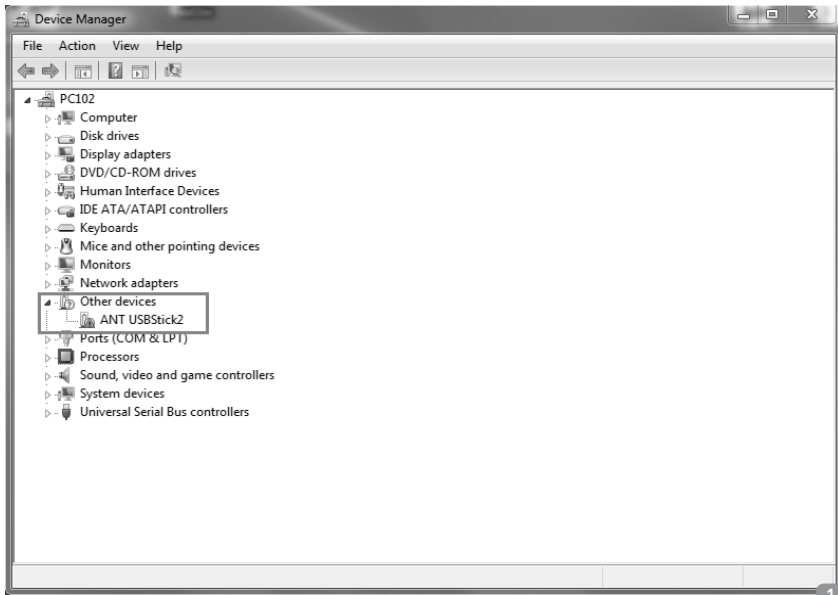 Device Manager
File Action View Help
PC102
Computer
Disk drives
Display adapters
DVD/CD-ROM drives
Human Interface Devices
IDE ATA/ATAPI controllers
Keyboards
Mice and other pointing devices
Monitors
Network adapters
Other devices
ANT USBStick2
Ports (COM & LPT)
Processors
Sound, video and game controllers
System devices
Universal Serial Bus controllers